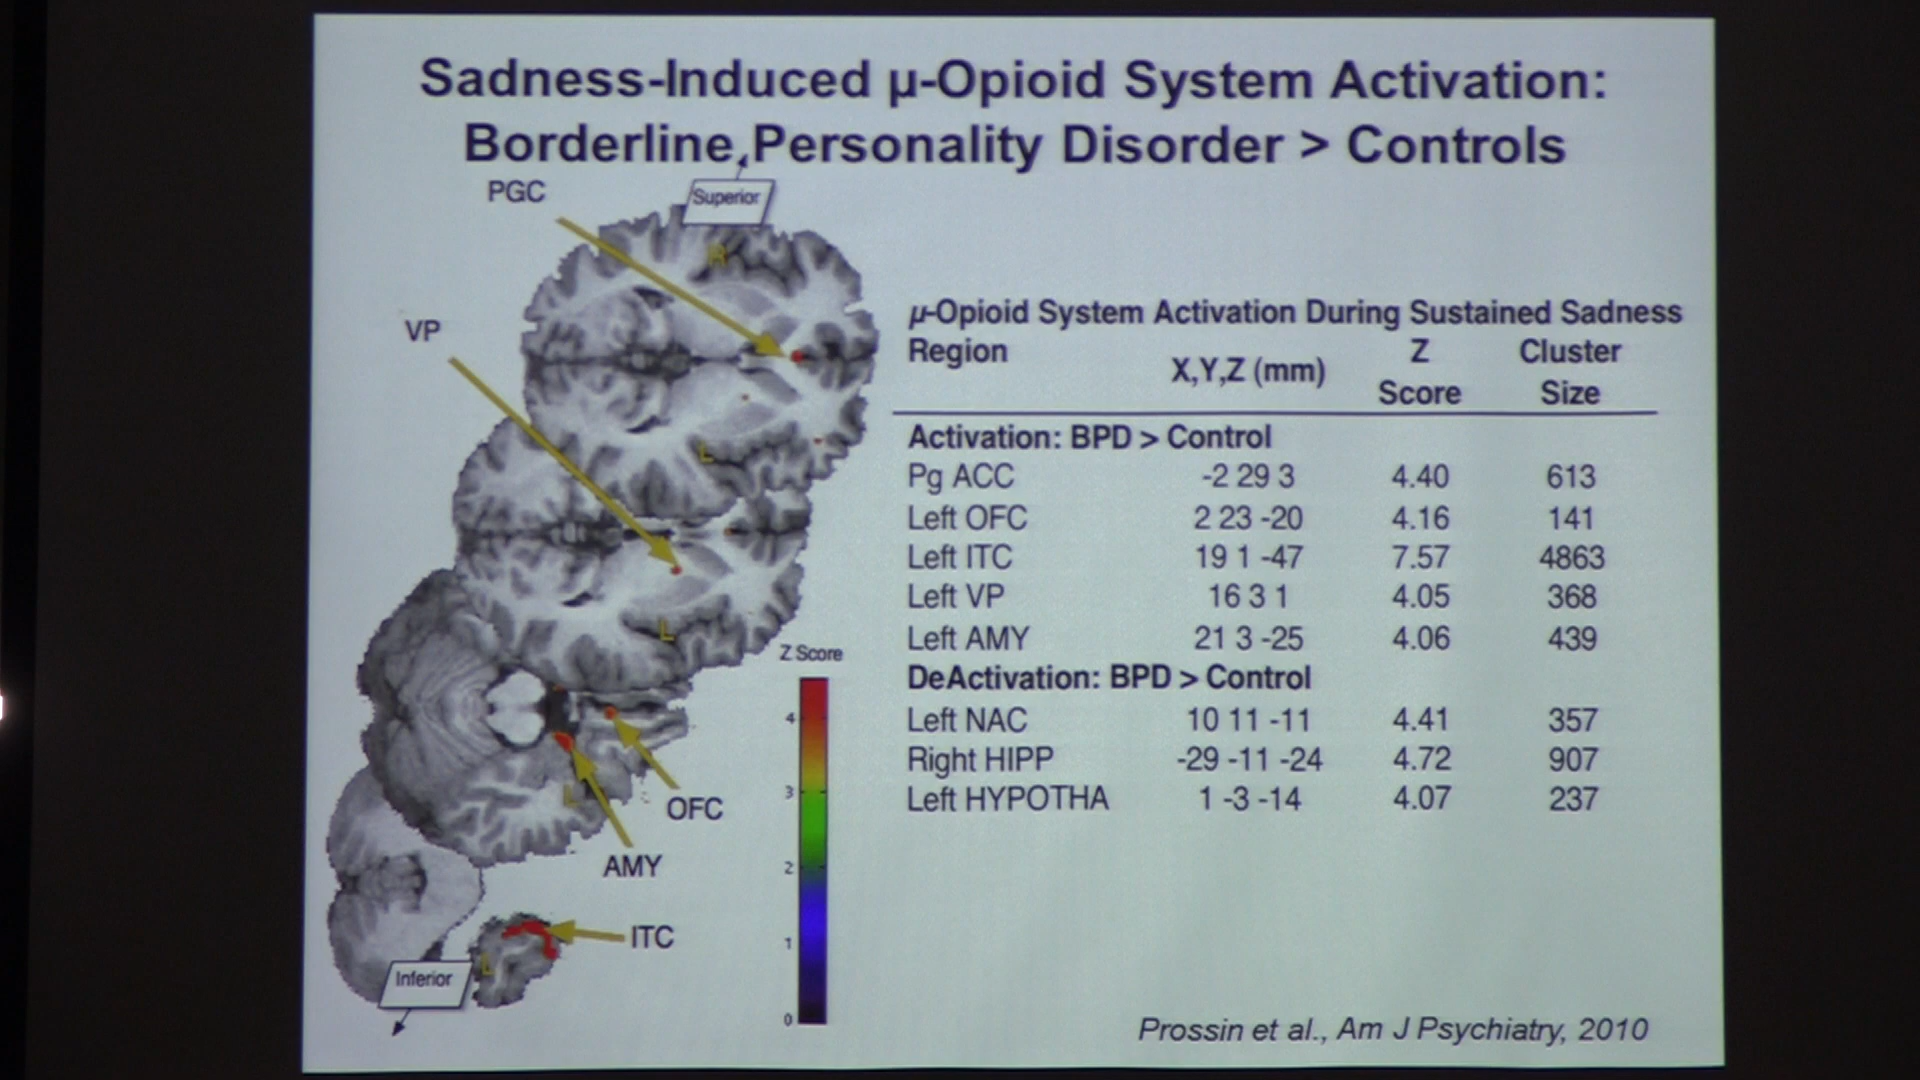 Sadness-Induced μ-Opioid System Activation:
Borderline Personality Disorder > Controls
PGC
Superior
R
VP
L
L
Z Score
4
3
2
1
0
L
OFC
AMY
ITC
L
Inferior
μ-Opioid System Activation During Sustained Sadness
Region X,Y,Z (mm) Z Score Cluster Size
Activation: BPD > Control
Pg ACC -2 29 3 4.40 613
Left OFC 2 23 -20 4.16 141
Left ITC 19 1 -47 7.57 4863
Left VP 16 3 1 4.05 368
Left AMY 21 3 -25 4.06 439
DeActivation: BPD > Control
Left NAC 10 11 -11 4.41 357
Right HIPP -29 -11 -24 4.72 907
Left HYPOTHA 1 -3 -14 4.07 237
Prossin et al., Am J Psychiatry, 2010